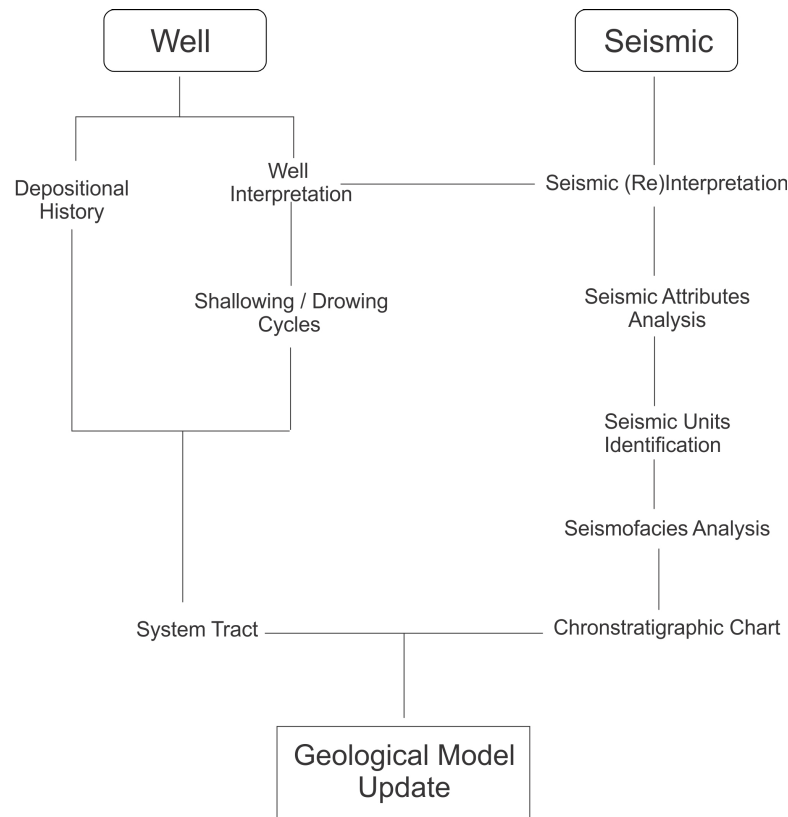 Well
Seismic
Depositional
History
Well
Interpretation
Seismic (Re)Interpretation
Shallowing / Drowing
Cycles
Seismic Attributes
Analysis
Seismic Units
Identification
Seismofacies Analysis
System Tract
Chronstratigraphic Chart
Geological Model
Update